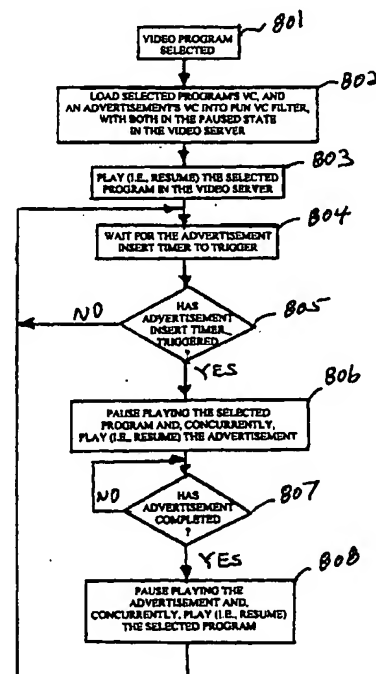 801
VIDEO PROGRAM
SELECTED
802
LOAD SELECTED PROGRAM'S VC, AND
AN ADVERTISEMENT'S VC INTO PUN VC FILTER,
WITH BOTH IN THE PAUSED STATE
IN THE VIDEO SERVER
803
PLAY (I.E., RESUME) THE SELECTED
PROGRAM IN THE VIDEO SERVER
804
WAIT FOR THE ADVERTISEMENT
INSERT TIMER TO TRIGGER
805
NO
HAS
ADVERTISEMENT
INSERT TIMER
TRIGGERED
?
YES
806
PAUSE PLAYING THE SELECTED
PROGRAM AND, CONCURRENTLY,
PLAY (I.E., RESUME) THE ADVERTISEMENT
807
NO
HAS
ADVERTISEMENT
COMPLETED
?
YES
808
PAUSE PLAYING THE
ADVERTISEMENT AND,
CONCURRENTLY, PLAY (I.E., RESUME)
THE SELECTED PROGRAM